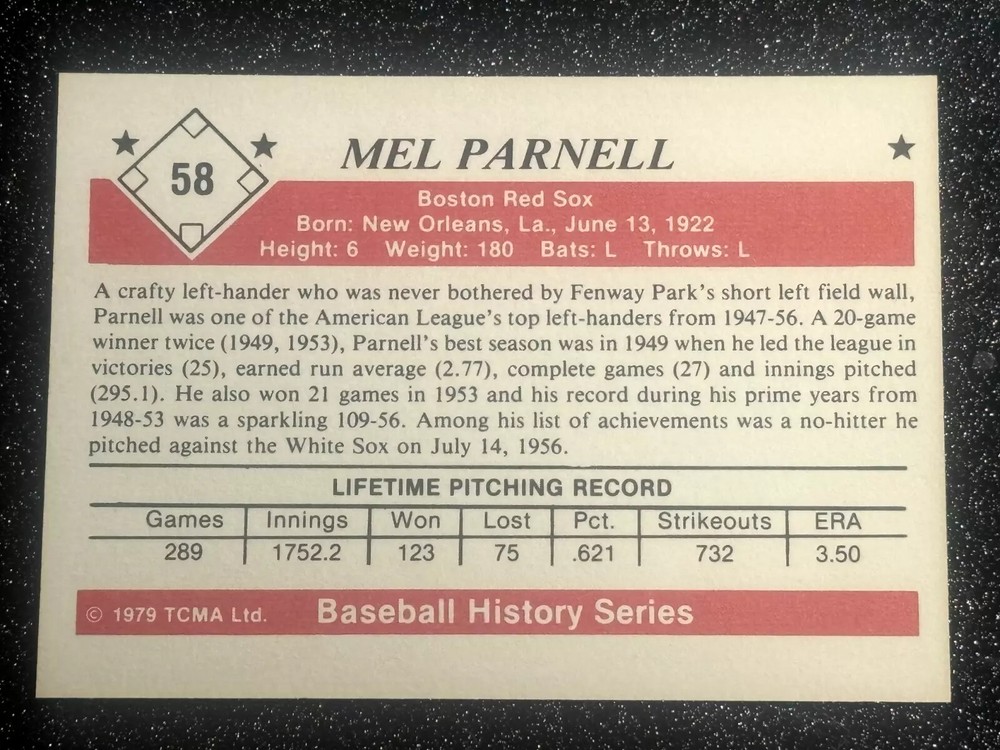 58
MEL PARNELL
Boston Red Sox
Born: New Orleans, La., June 13, 1922
Height: 6 Weight: 180 Bats: L Throws: L
A crafty left-hander who was never bothered by Fenway Park's short left field wall,
Parnell was one of the American League's top left-handers from 1947-56. A 20-game
winner twice (1949, 1953), Parnell's best season was in 1949 when he led the league in
victories (25), earned run average (2.77), complete games (27) and innings pitched
(295.1). He also won 21 games in 1953 and his record during his prime years from
1948-53 was a sparkling 109-56. Among his list of achievements was a no-hitter he
pitched against the White Sox on July 14, 1956.
LIFETIME PITCHING RECORD
Games Innings Won Lost Pct. Strikeouts ERA
289 1752.2 123 75 .621 732 3.50
© 1979 TCMA Ltd. Baseball History Series